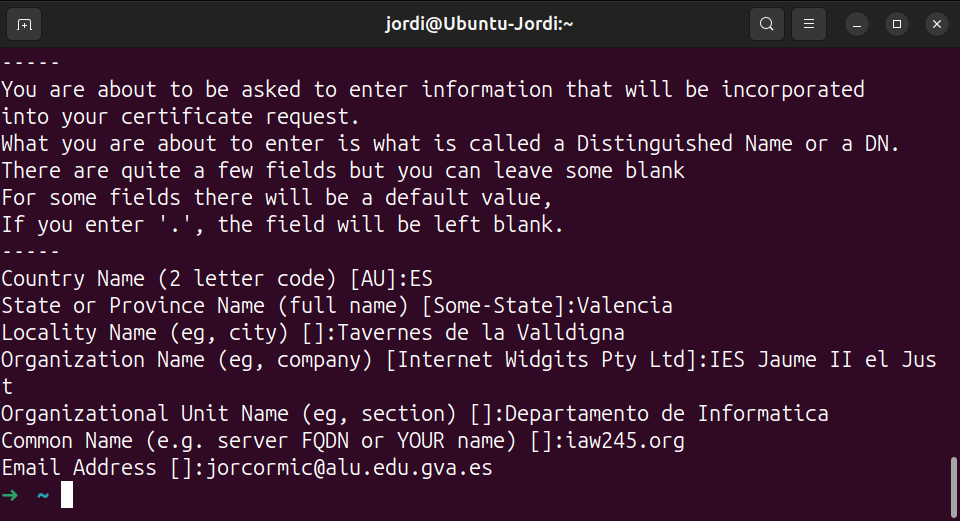 jordi@Ubuntu-Jordi:~
-----
You are about to be asked to enter information that will be incorporated
into your certificate request.
What you are about to enter is what is called a Distinguished Name or a DN.
There are quite a few fields but you can leave some blank
For some fields there will be a default value,
If you enter '.', the field will be left blank.
-----
Country Name (2 letter code) [AU]:ES
State or Province Name (full name) [Some-State]:Valencia
Locality Name (eg, city) []:Tavernes de la Valldigna
Organization Name (eg, company) [Internet Widgits Pty Ltd]:IES Jaume II el Jus
t
Organizational Unit Name (eg, section) []:Departamento de Informatica
Common Name (e.g. server FQDN or YOUR name) []:iaw245.org
Email Address []:jorcormic@alu.edu.gva.es
➜ ~